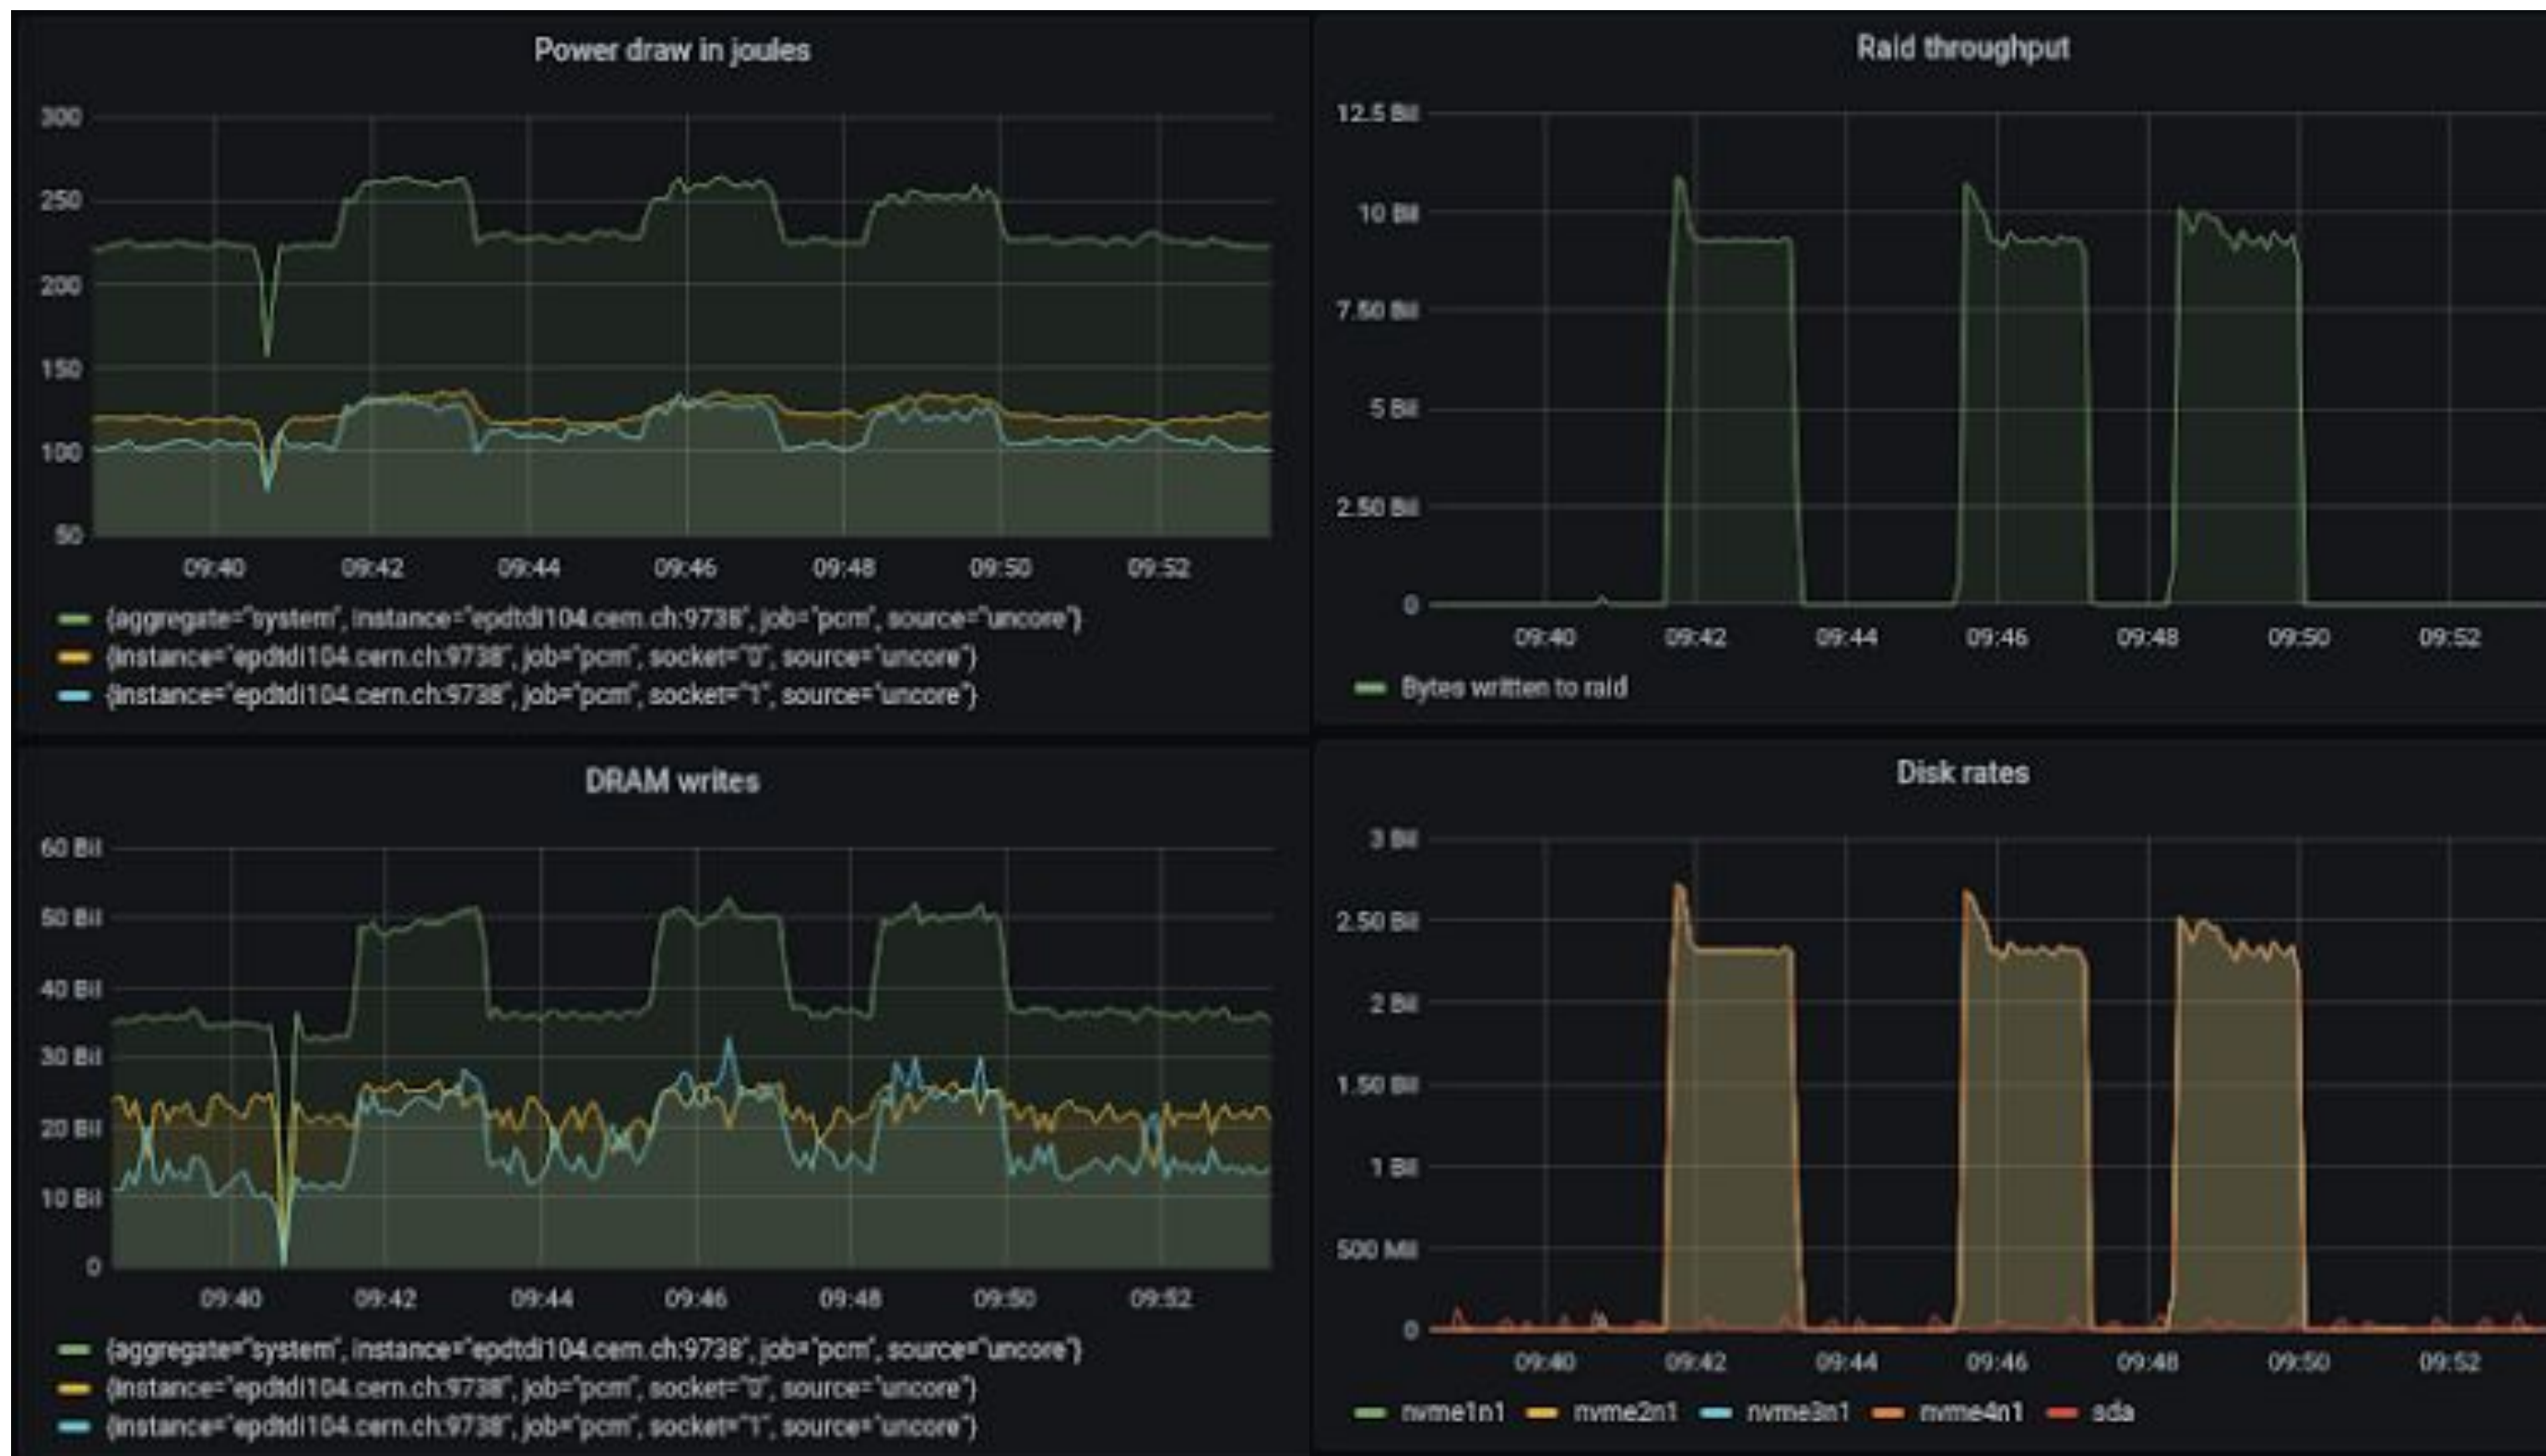 Power draw in joules
300
250
200
150
100
50
09:40 09:42 09:44 09:46 09:48 09:50 09:52
{aggregate="system", instance="epdtdi104.cern.ch:9738", job="pcm", source="uncore"}
{instance="epdtdi104.cern.ch:9738", job="pcm", socket="0", source="uncore"}
{instance="epdtdi104.cern.ch:9738", job="pcm", socket="1", source="uncore"}
Raid throughput
12.5 Bil
10 Bil
7.50 Bil
5 Bil
2.50 Bil
0
09:40 09:42 09:44 09:46 09:48 09:50 09:52
Bytes written to raid
DRAM writes
60 Bil
50 Bil
40 Bil
30 Bil
20 Bil
10 Bil
0
09:40 09:42 09:44 09:46 09:48 09:50 09:52
{aggregate="system", instance="epdtdi104.cern.ch:9738", job="pcm", source="uncore"}
{instance="epdtdi104.cern.ch:9738", job="pcm", socket="0", source="uncore"}
{instance="epdtdi104.cern.ch:9738", job="pcm", socket="1", source="uncore"}
Disk rates
3 Bil
2.50 Bil
2 Bil
1.50 Bil
1 Bil
500 Mil
0
09:40 09:42 09:44 09:46 09:48 09:50 09:52
nvme1n1 nvme2n1 nvme3n1 nvme4n1 sda